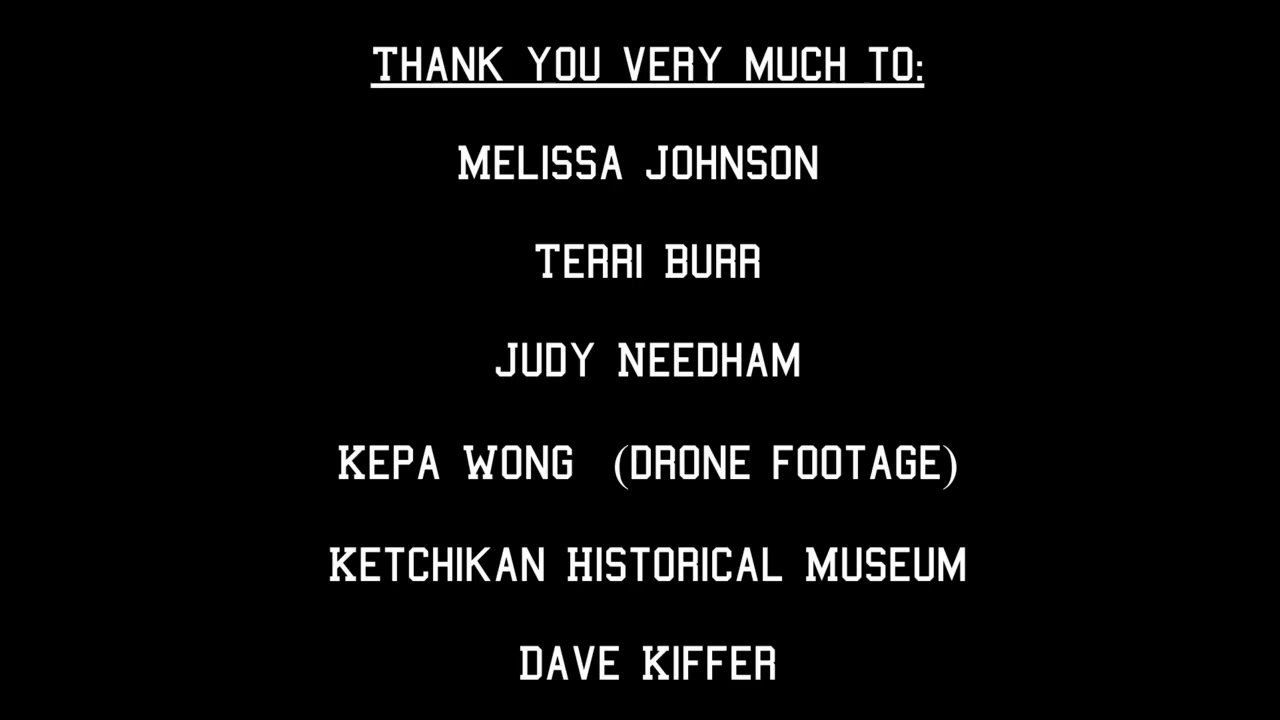 THANK YOU VERY MUCH TO:
MELISSA JOHNSON
TERRI BURR
JUDY NEEDHAM
KEPA WONG (DRONE FOOTAGE)
KETCHIKAN HISTORICAL MUSEUM
DAVE KIFFER